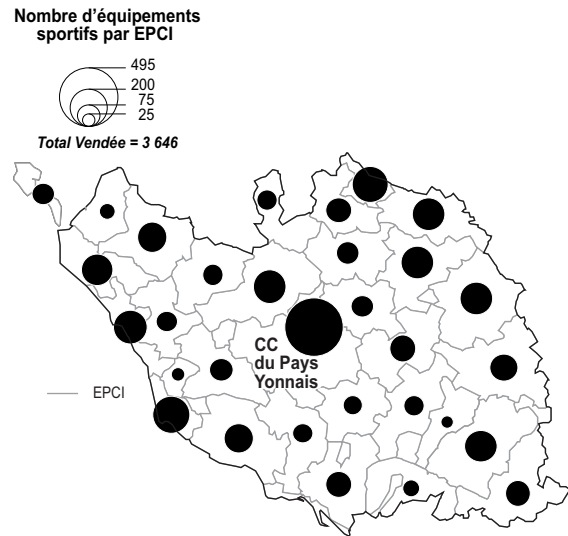 Nombre d'équipements
sportifs par EPCI
495
200
75
25
Total Vendée = 3 646
CC
du Pays
Yonnais
EPCI